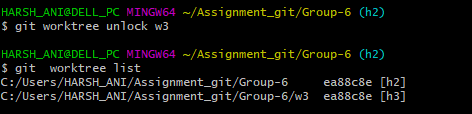 HARSH_ANI@DELL_PC MINGW64 ~/Assignment_git/Group-6 (h2)
$ git worktree unlock w3
HARSH_ANI@DELL_PC MINGW64 ~/Assignment_git/Group-6 (h2)
$ git  worktree list
C:/Users/HARSH_ANI/Assignment_git/Group-6     ea88c8e [h2]
C:/Users/HARSH_ANI/Assignment_git/Group-6/w3  ea88c8e [h3]